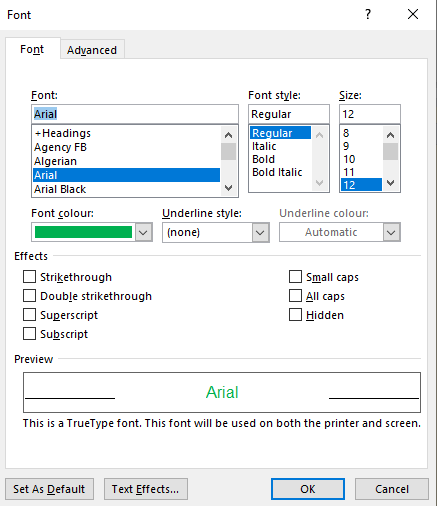 Font ? ×
Font Advanced
Font: Font style: Size:
Arial Regular 12
+Headings Regular 8
Agency FB Italic 9
Algerian Bold 10
Arial Bold Italic 11
Arial Black 12
Font colour: Underline style: Underline colour:
(none) Automatic
Effects
Strikethrough Small caps
Double strikethrough All caps
Superscript Hidden
Subscript
Preview
Arial
This is a TrueType font. This font will be used on both the printer and screen.
Set As Default Text Effects... OK Cancel